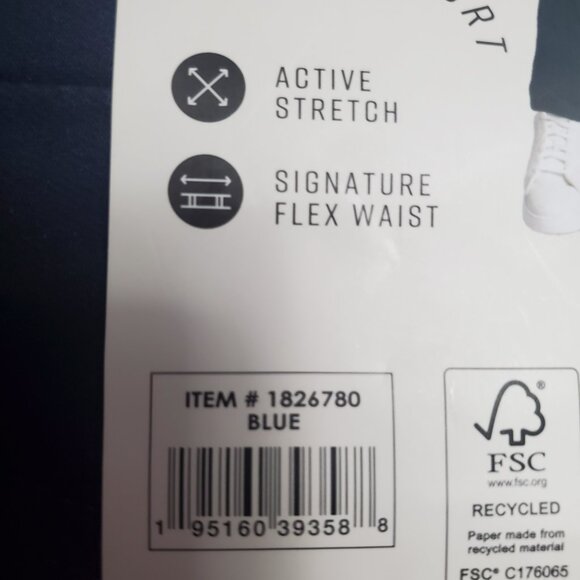 ACTIVE
STRETCH
SIGNATURE
FLEX WAIST
ITEM # 1826780
BLUE
1 95160 39358 8
®
FSC
www.fsc.org
RECYCLED
Paper made from
recycled material
FSC® C176065